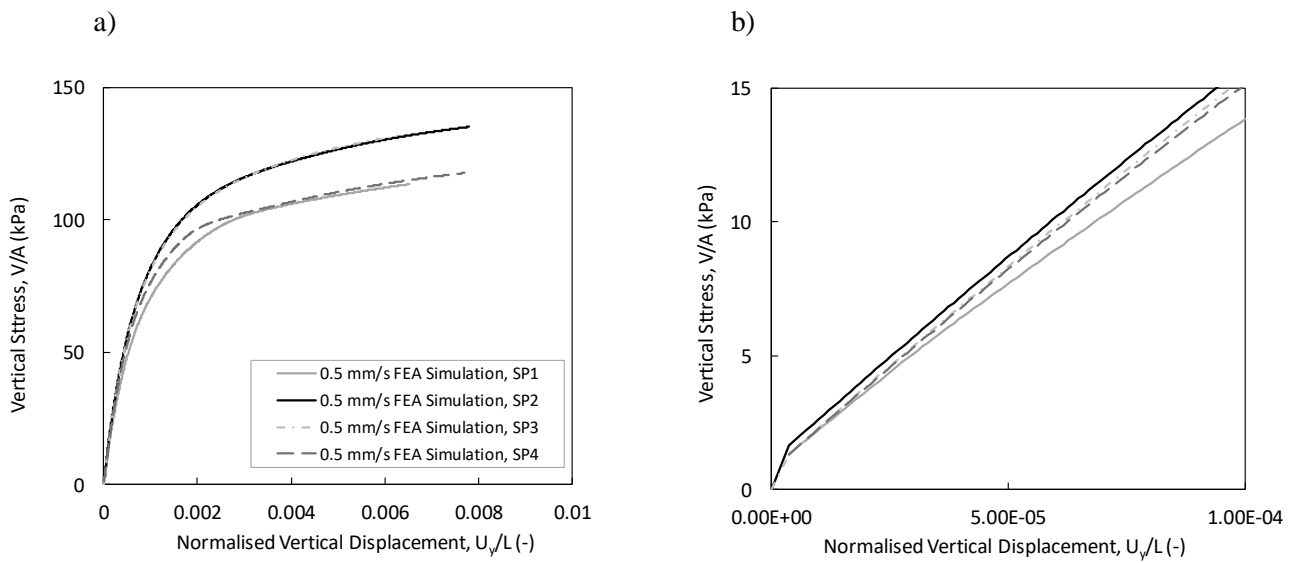 a)
150
100
50
0
Vertical Sttress, V/A (kPa)
0.5 mm/s FEA Simulation, SP1
0.5 mm/s FEA Simulation, SP2
0.5 mm/s FEA Simulation, SP3
0.5 mm/s FEA Simulation, SP4
0 0.002 0.004 0.006 0.008 0.01
Normalised Vertical Displacement, Uy/L (-)
b)
15
10
5
0
Vertical Sttress, V/A (kPa)
0.00E+00 5.00E-05 1.00E-04
Normalised Vertical Displacement, Uy/L (-)